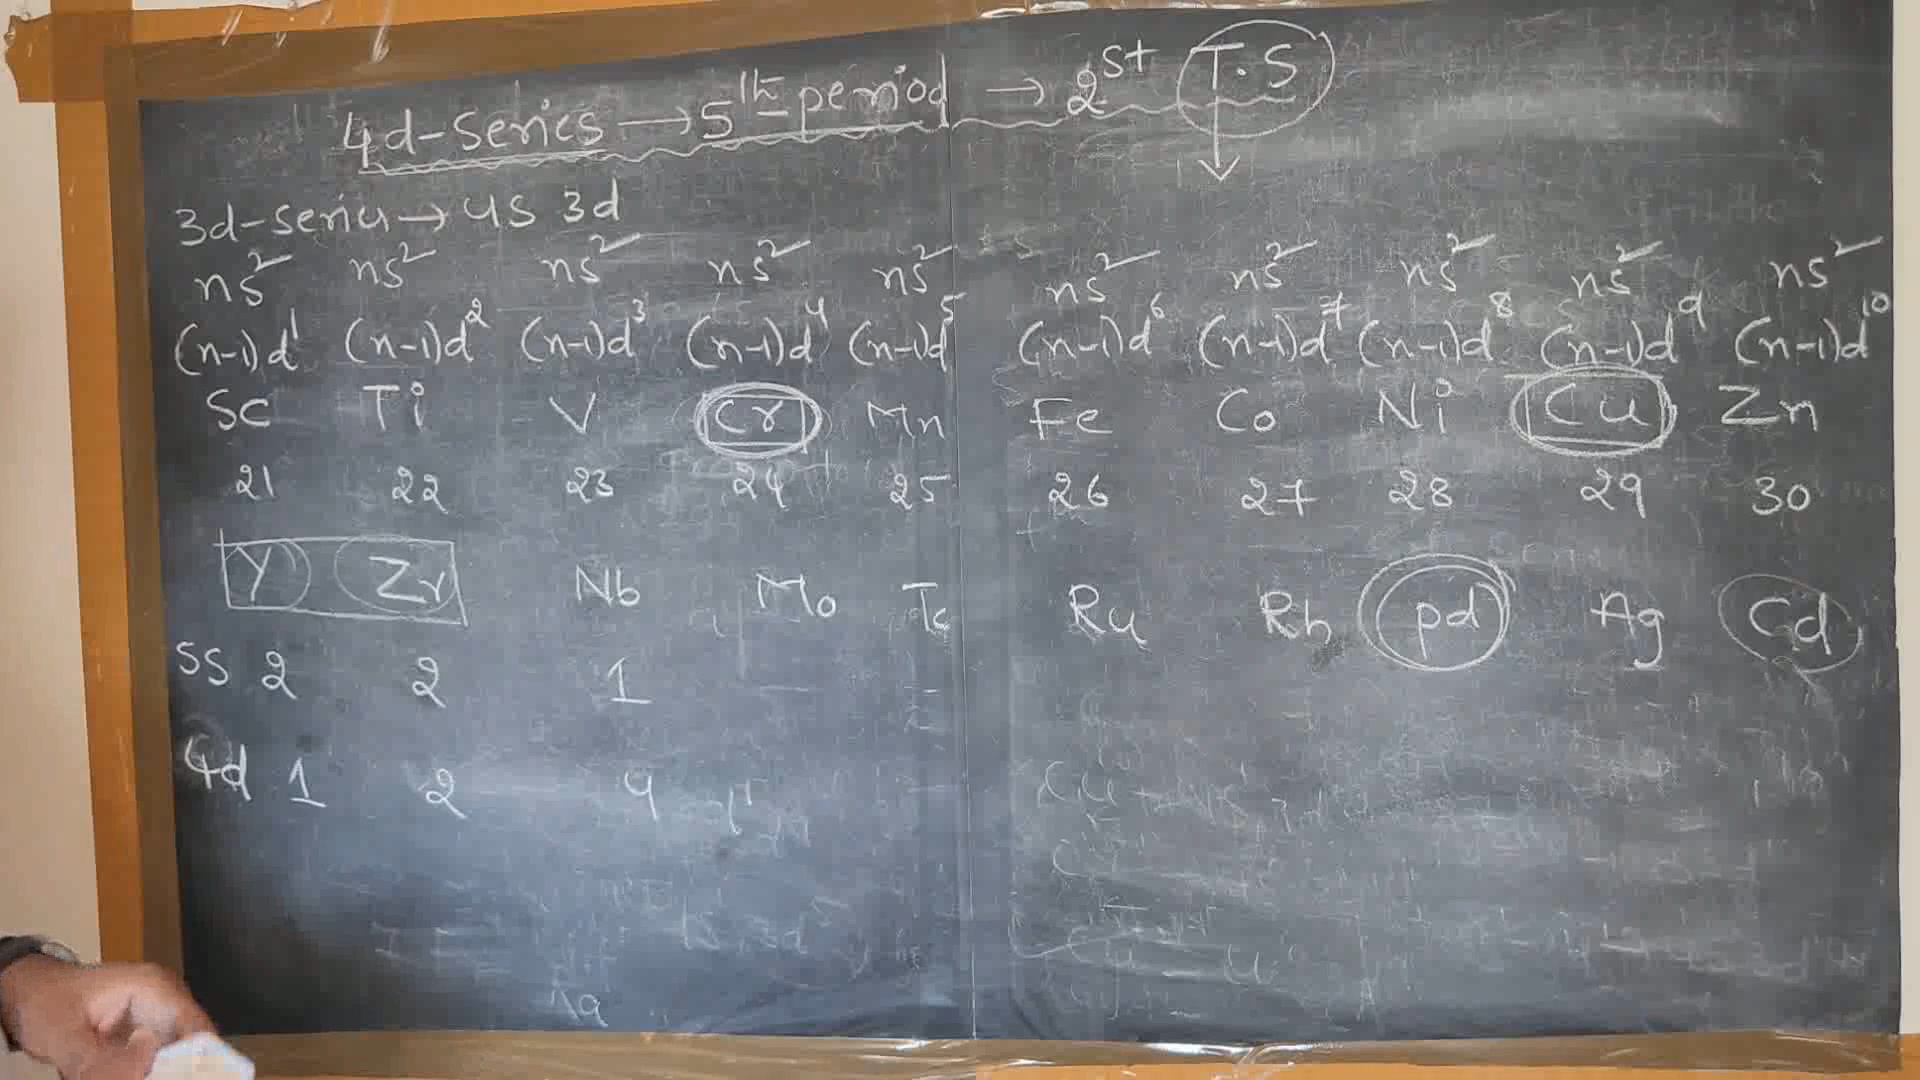 4d-series → 5th period → 2st T.S
3d-series → 4s 3d
ns² ns² ns² ns² ns² ns² ns² ns² ns² ns²
(n-1)d¹ (n-1)d² (n-1)d³ (n-1)d⁴ (n-1)d⁵ (n-1)d⁶ (n-1)d⁷ (n-1)d⁸ (n-1)d⁹ (n-1)d¹⁰
Sc Ti V Cr Mn Fe Co Ni Cu Zn
21 22 23 24 25 26 27 28 29 30
Y Zr Nb Mo Tc Ru Rh Pd Ag Cd
5s 2 2 1
4d 1 2 4